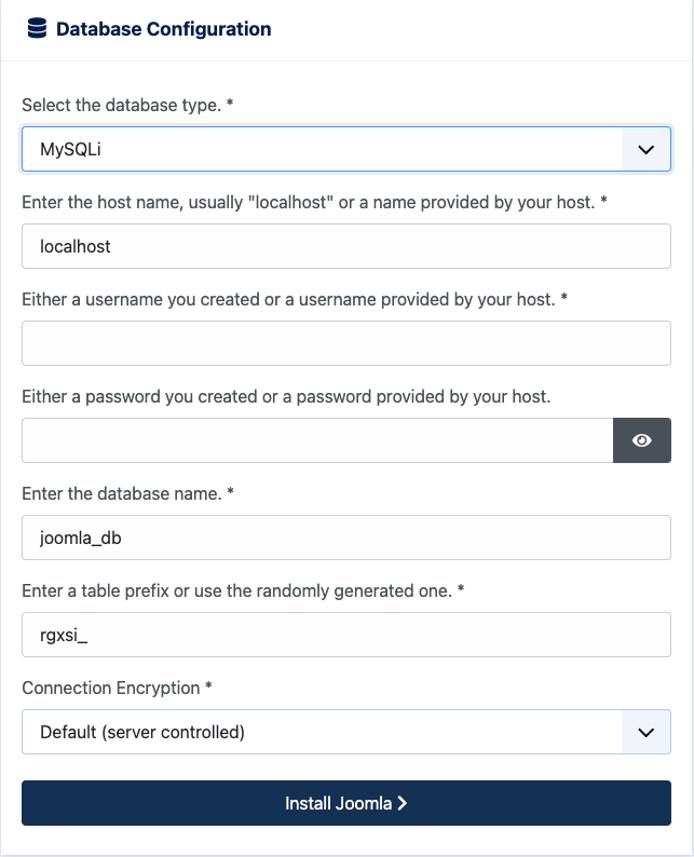 Database Configuration
Select the database type. *
MySQLi
Enter the host name, usually "localhost" or a name provided by your host. *
localhost
Either a username you created or a username provided by your host. *
Either a password you created or a password provided by your host.
Enter the database name. *
joomla_db
Enter a table prefix or use the randomly generated one. *
rgxsi_
Connection Encryption *
Default (server controlled)
Install Joomla